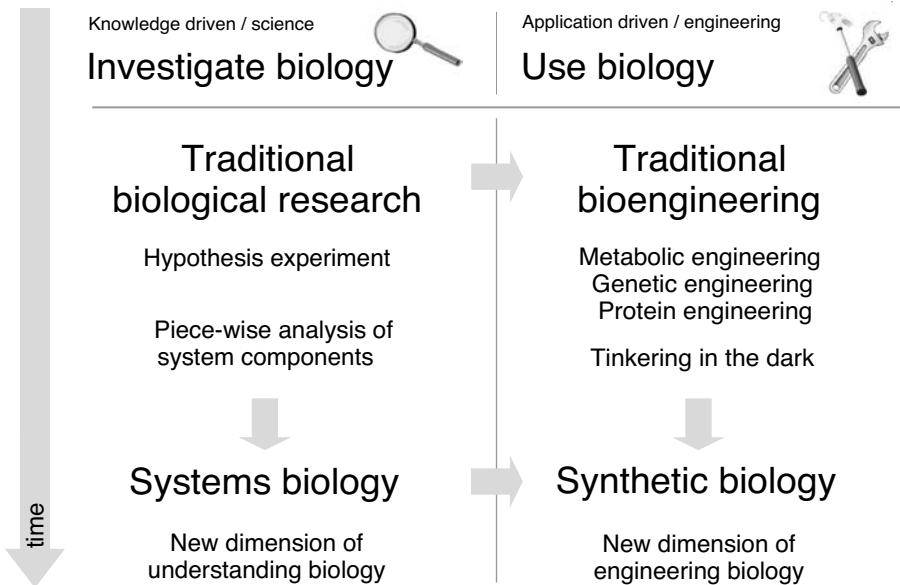 Knowledge driven / science
Investigate biology
Application driven / engineering
Use biology
Traditional
biological research
Hypothesis experiment
Piece-wise analysis of
system components
Traditional
bioengineering
Metabolic engineering
Genetic engineering
Protein engineering
Tinkering in the dark
Systems biology
New dimension of
understanding biology
Synthetic biology
New dimension of
engineering biology
time